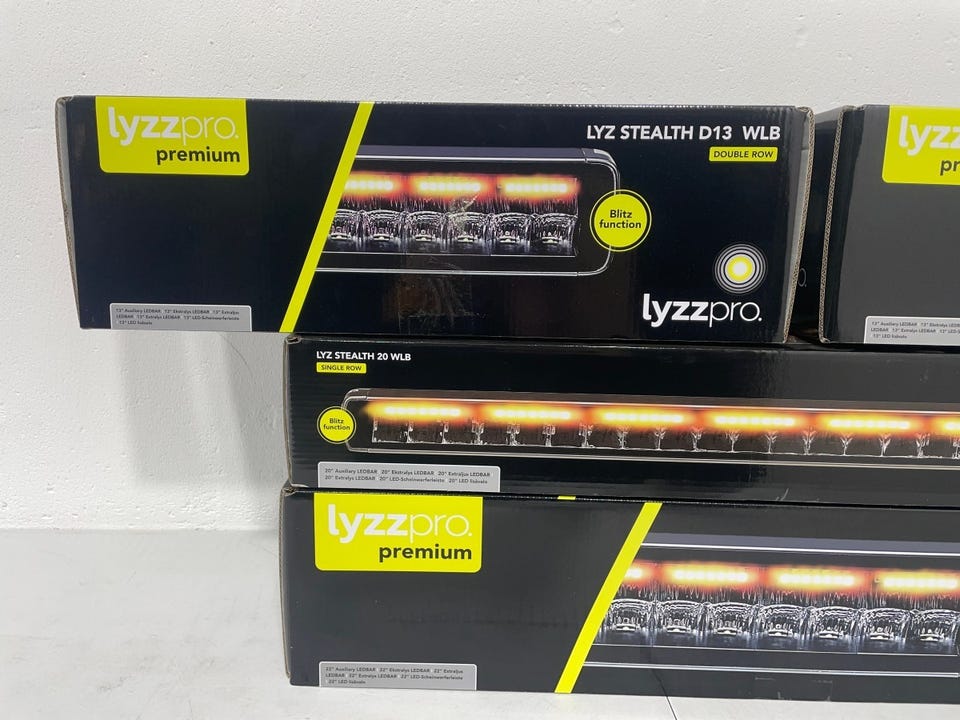 lyzzpro.
premium
LYZ STEALTH D13 WLB
DOUBLE ROW
Blitz
function
lyzzpro.
13" Auxiliary LEDBAR 13" Ekstralys LEDBAR 13" Extraljus
LEDBAR 13" Extralys LEDBAR 13" LED-Scheinwerferleiste
13" LED lisävalo
lyzz
pr
13" Auxiliary LEDBAR 13" Ekstralys LEDB
LEDBAR 13" Extralys LEDBAR 13" LED-S
13" LED lisävalo
LYZ STEALTH 20 WLB
SINGLE ROW
Blitz
function
20" Auxiliary LEDBAR 20" Ekstralys LEDBAR 20" Extraljus LEDBAR
20" Extralys LEDBAR 20" LED-Scheinwerferleiste 20" LED lisävalo
lyzzpro.
premium
22" Auxiliary LEDBAR 22" Ekstralys LEDBAR 22" Extraljus
LEDBAR 22" Extralys LEDBAR 22" LED-Scheinwerferleiste
22" LED lisävalo